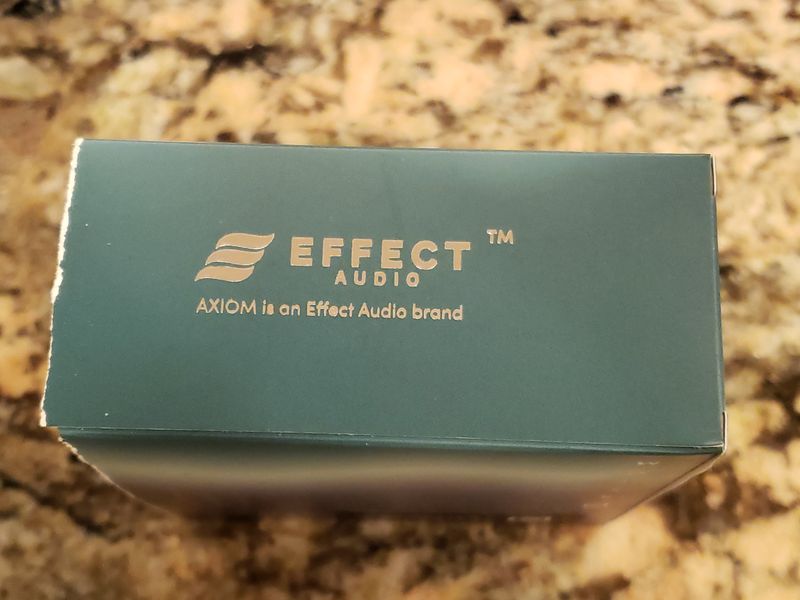 EFFECT ™
AUDIO
AXIOM is an Effect Audio brand